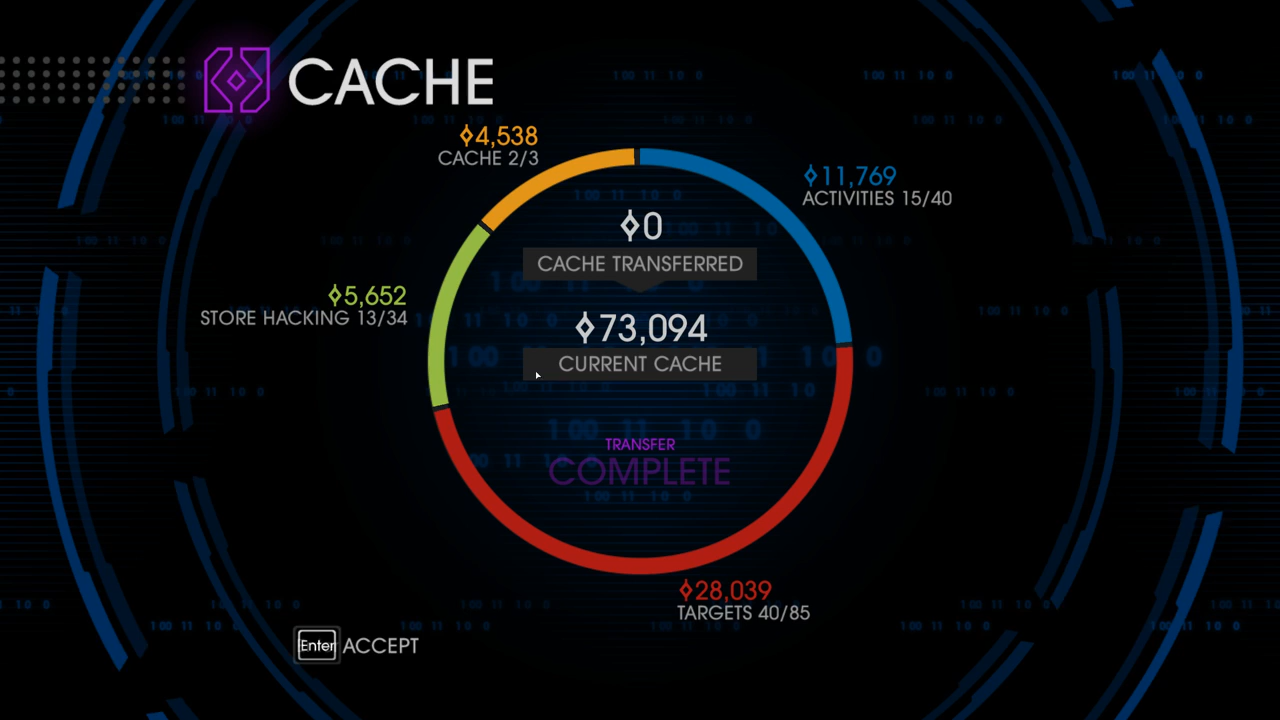 CACHE
4,538
CACHE 2/3
11,769
ACTIVITIES 15/40
0
CACHE TRANSFERRED
5,652
STORE HACKING 13/34
73,094
CURRENT CACHE
TRANSFER
COMPLETE
28,039
TARGETS 40/85
Enter ACCEPT